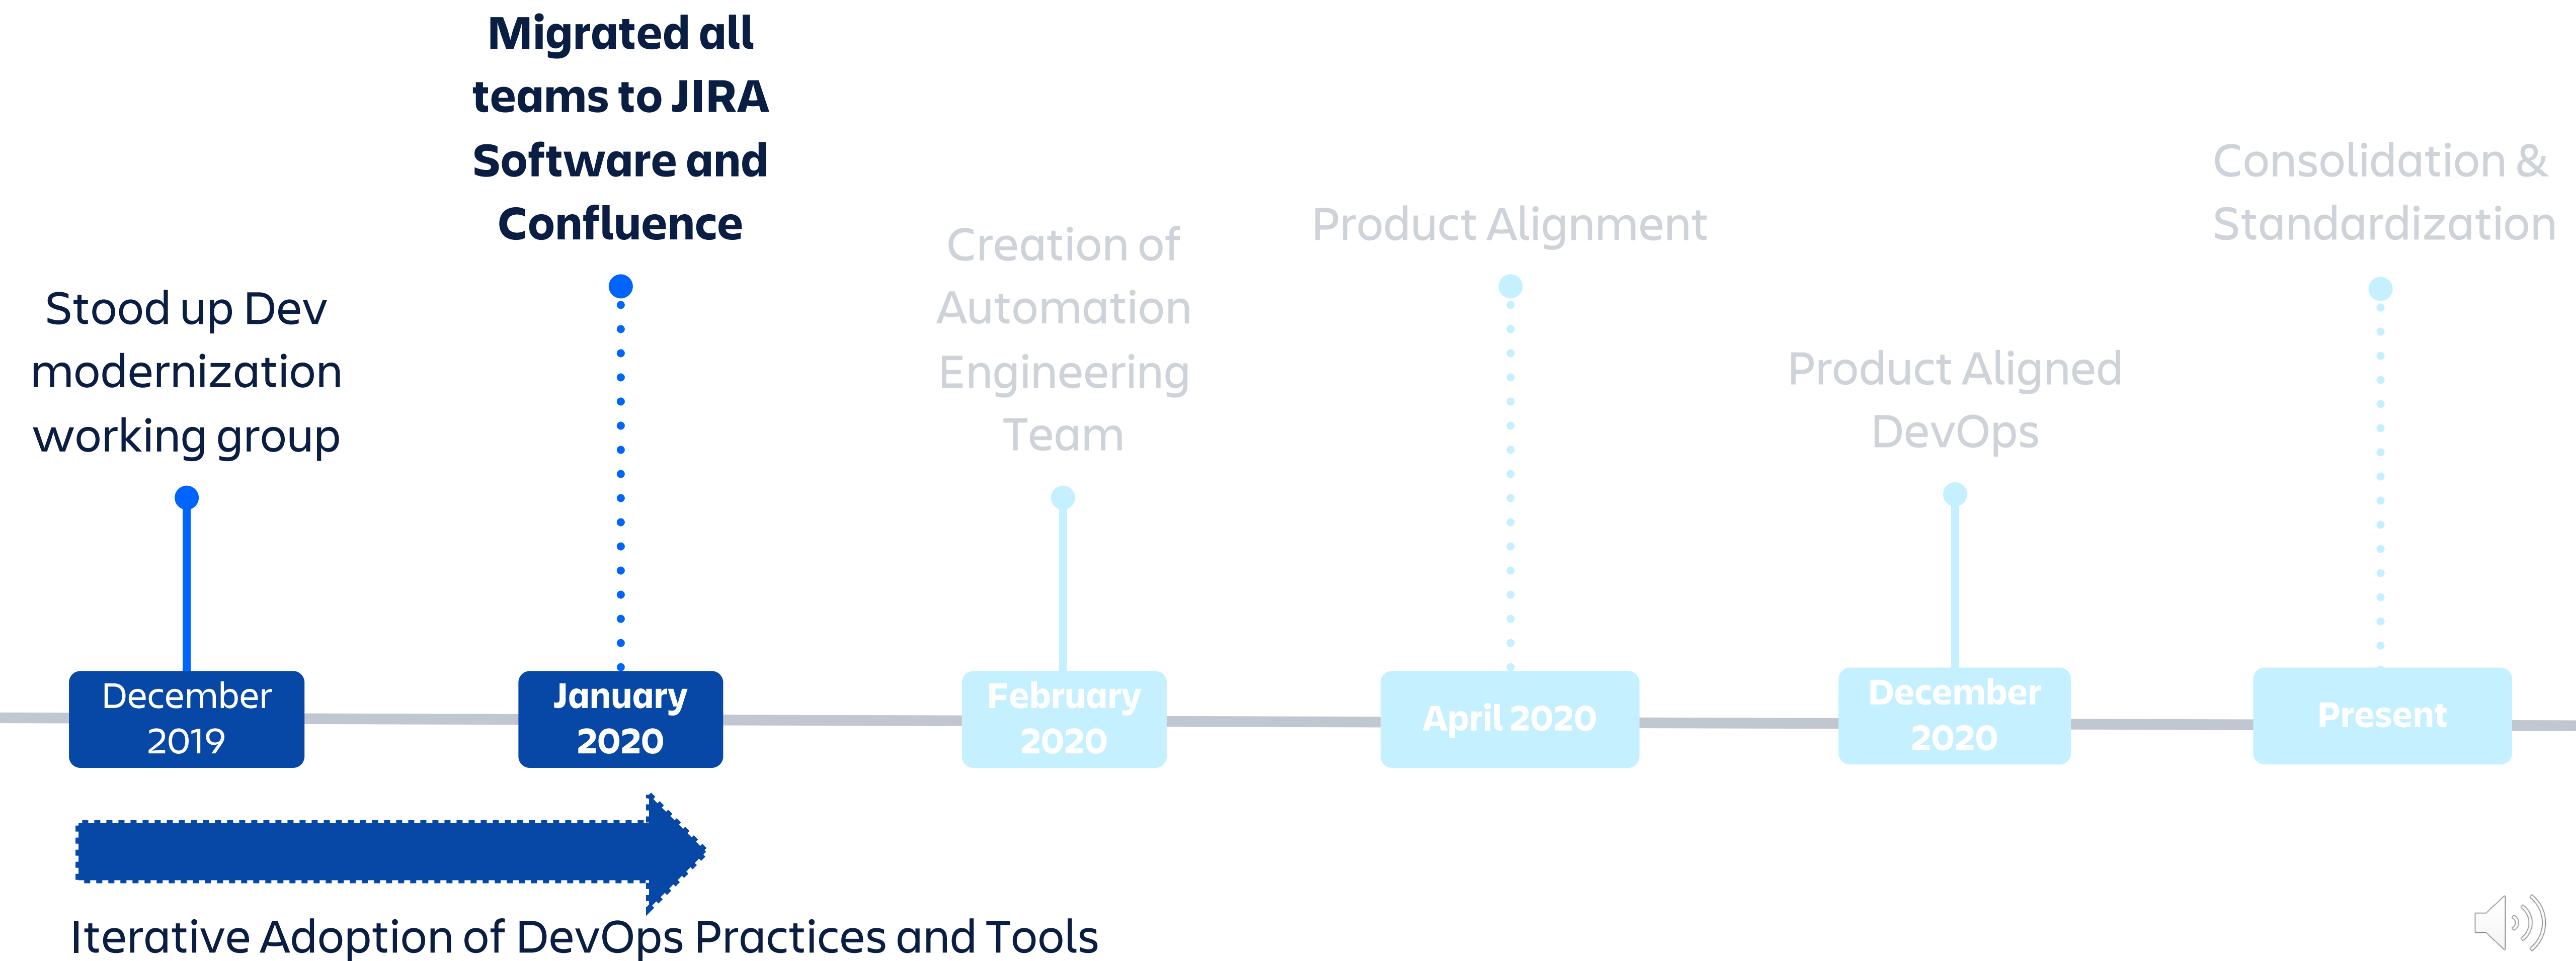 Stood up Dev
modernization
working group
Migrated all
teams to JIRA
Software and
Confluence
Creation of
Automation
Engineering
Team
Product Alignment
Product Aligned
DevOps
Consolidation &
Standardization
December
2019
January
2020
February
2020
April 2020
December
2020
Present
Iterative Adoption of DevOps Practices and Tools